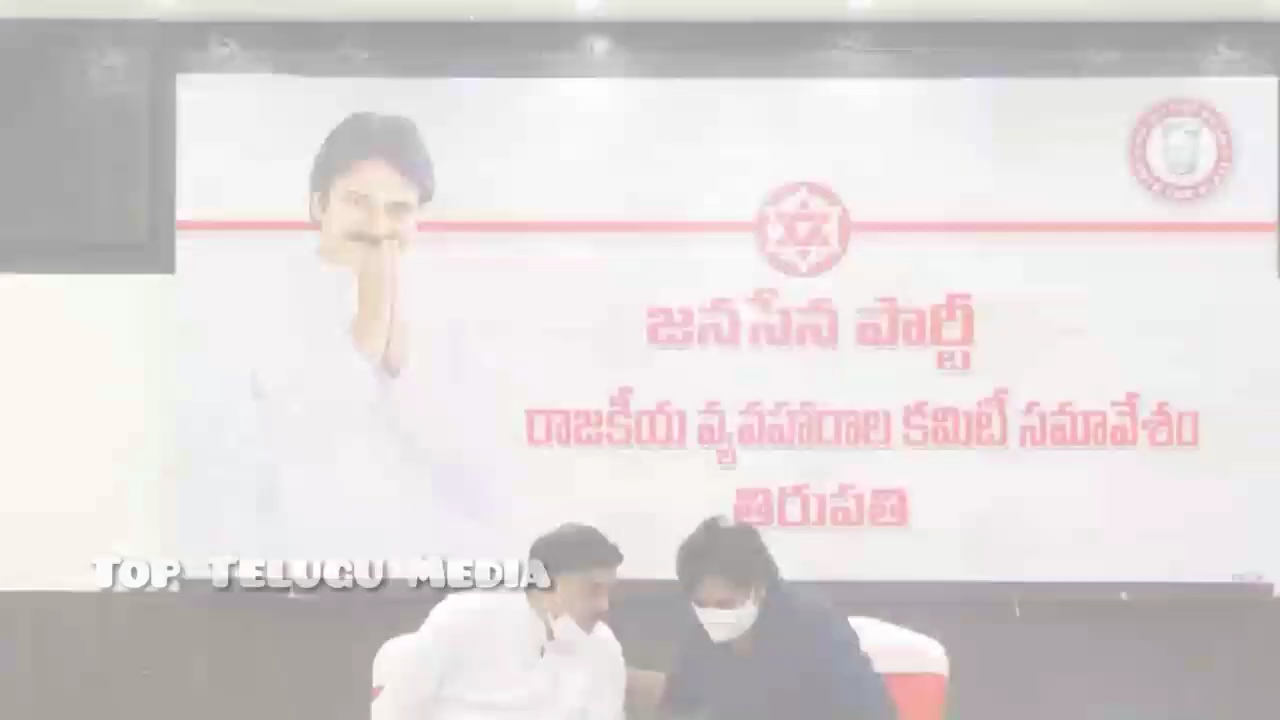 జనసేన పార్టీ
రాజకీయ వ్యవహారాల కమిటీ సమావేశం
తిరుపతి
Top Telugu Media